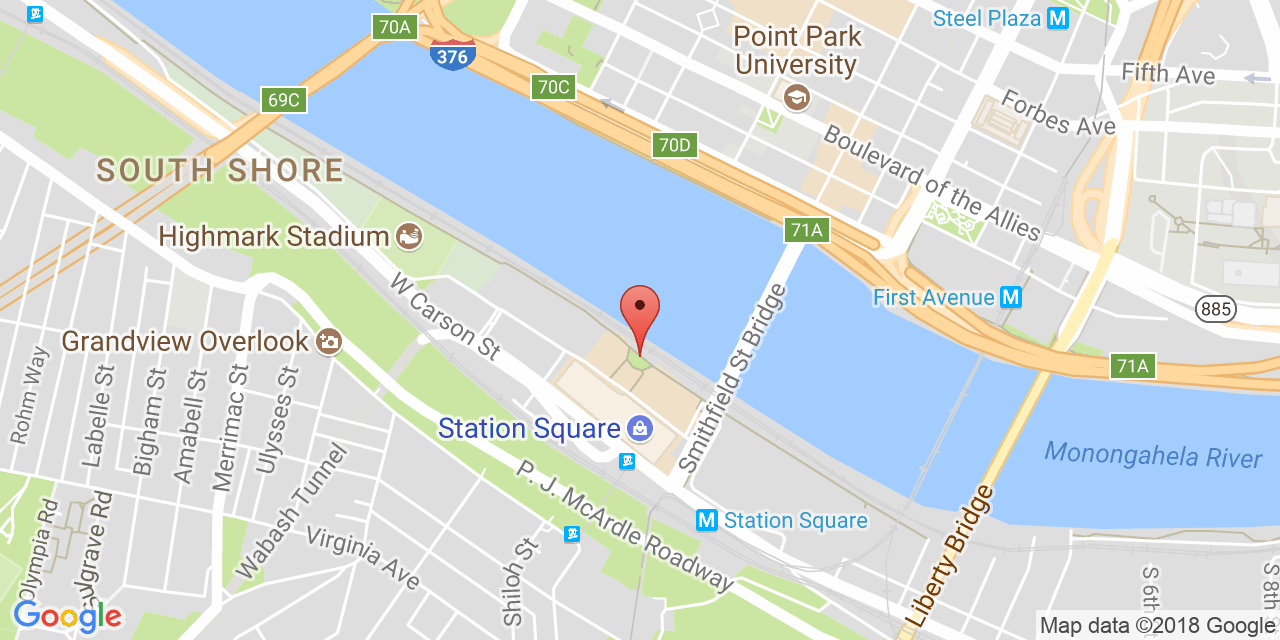 Steel Plaza M
70A
Point Park
University
376
Fifth Ave
70C
69C
Forbes Ave
70D
Boulevard of the Allies
SOUTH SHORE
Highmark Stadium
71A
W Carson St
First Avenue M
885
Smithfield St Bridge
Grandview Overlook
71A
Rohm Way
Labelle St
Bigham St
Amabell St
Merrimac St
Ulysses St
Station Square
Monongahela River
Wabash Tunnel
P. J. McArdle Roadway
M Station Square
Liberty Bridge
Olympia Rd
Sulgrave Rd
Virginia Ave
Shiloh St
S 6th
S 8th
Google
Map data ©2018 Google